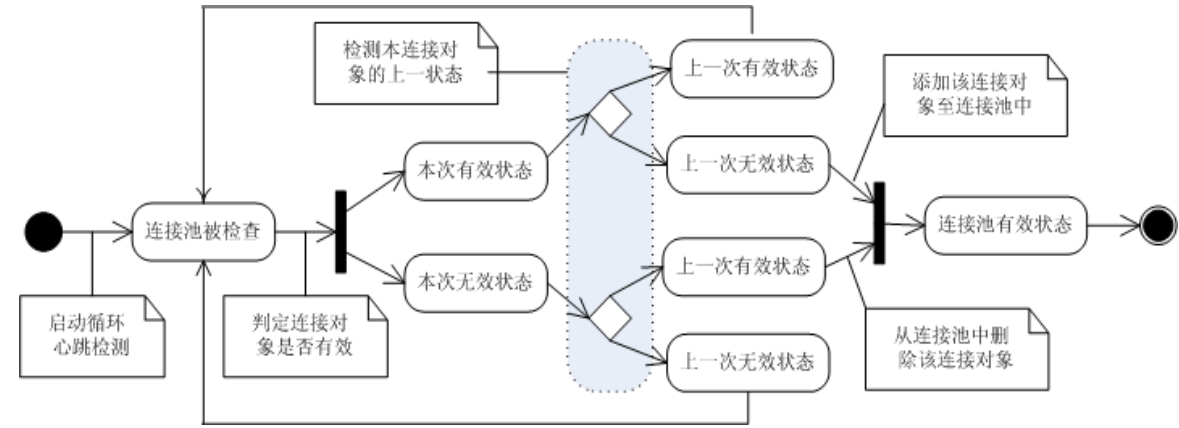 检测本连接对
象的上一状态
上一次有效状态
添加该连接对
象至连接池中
本次有效状态
上一次无效状态
连接池被检查
连接池有效状态
本次无效状态
上一次有效状态
启动循环
心跳检测
判定连接对
象是否有效
从连接池中删
除该连接对象
上一次无效状态